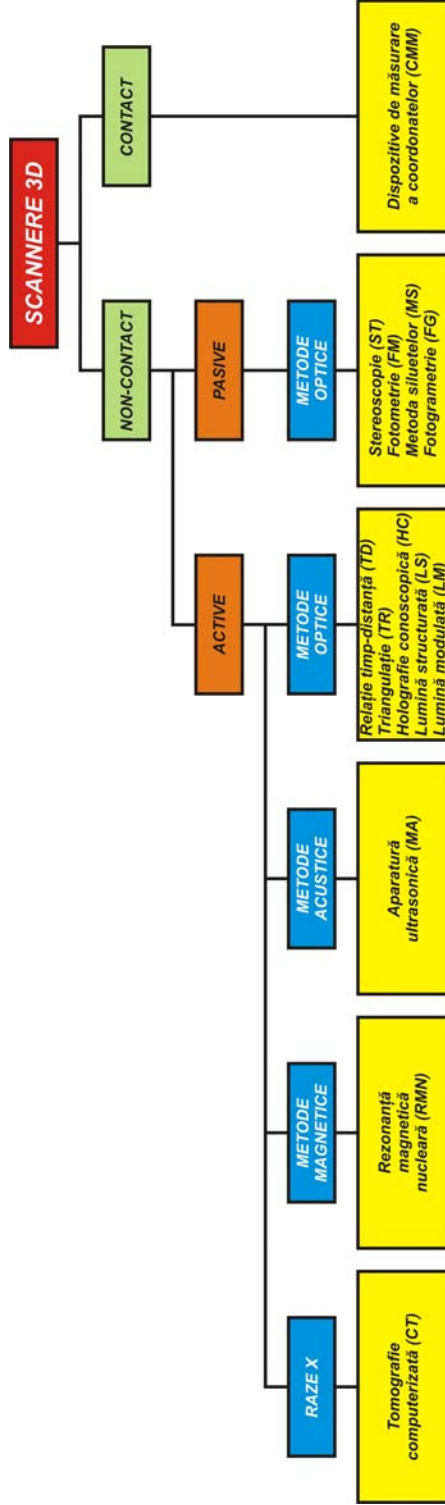 SCANNERE 3D
NON-CONTACT
CONTACT
ACTIVE
PASIVE
RAZE X
METODE
MAGNETICE
METODE
ACUSTICE
METODE
OPTICE
METODE
OPTICE
Tomografie
computerizată (CT)
Rezonanță
magnetică
nucleară (RMN)
Aparatură
ultrasonică (MA)
Relație timp-distanță (TD)
Triangulație (TR)
Holografie conoscopică (HC)
Lumină structurată (LS)
Lumină modulată (LM)
Stereoscopie (ST)
Fotometrie (FM)
Metoda siluetelor (MS)
Fotogrametrie (FG)
Dispozitive de măsurare
a coordonatelor (CMM)